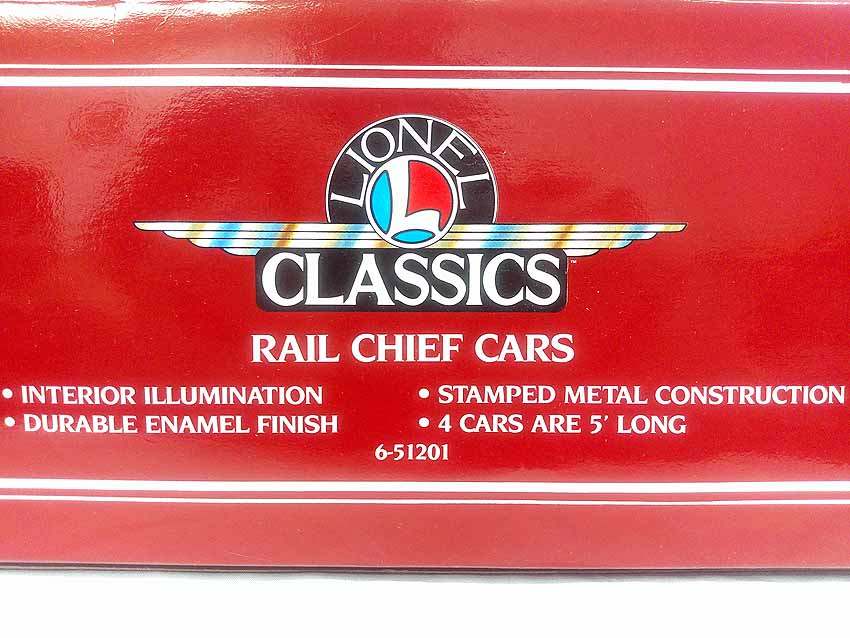 LIONEL
L
CLASSICS™
RAIL CHIEF CARS
• INTERIOR ILLUMINATION
• DURABLE ENAMEL FINISH
• STAMPED METAL CONSTRUCTION
• 4 CARS ARE 5' LONG
6-51201